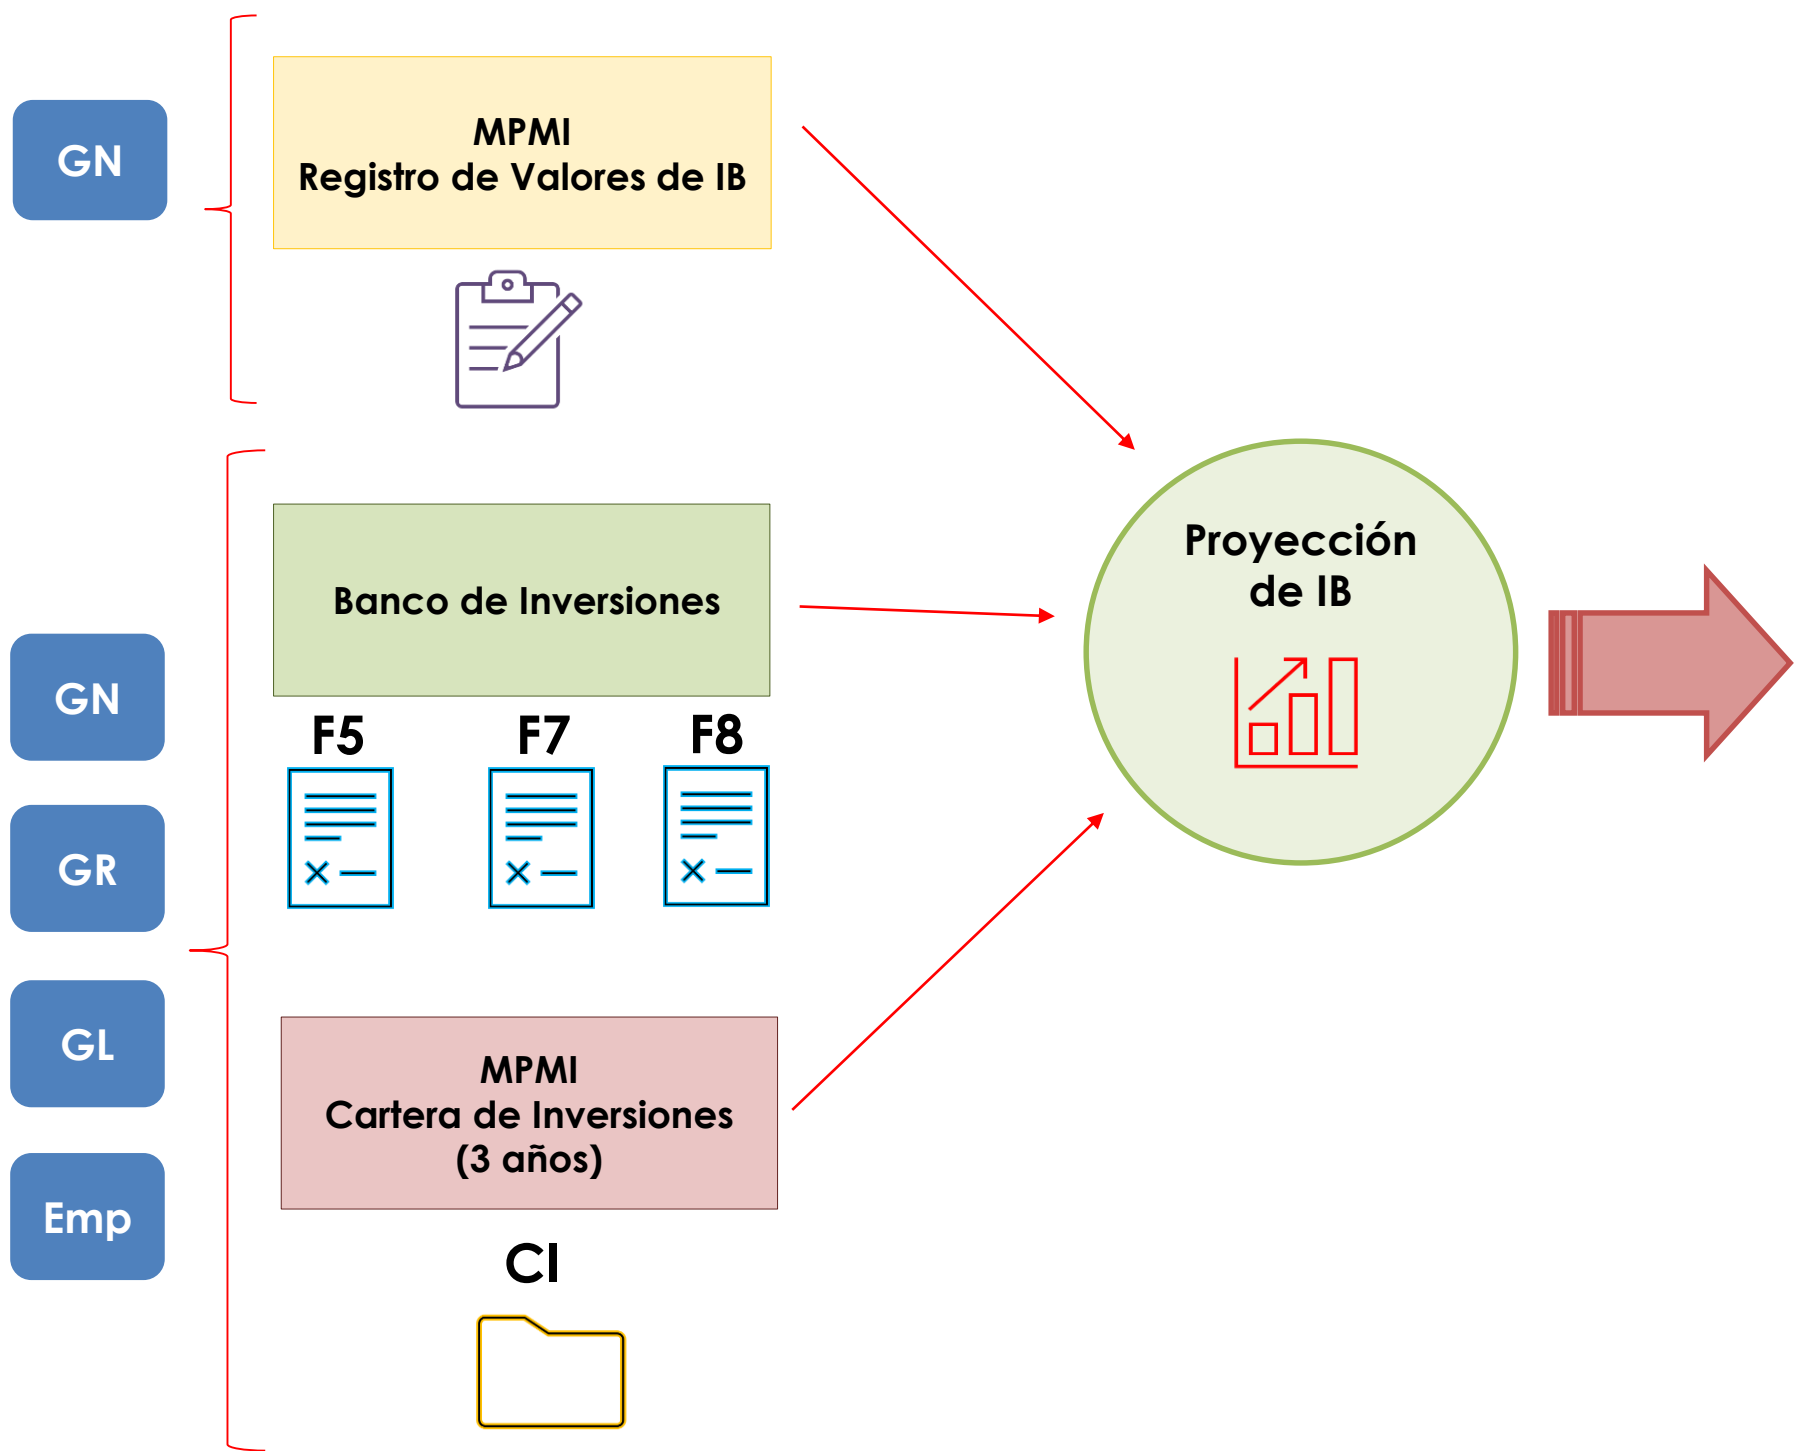 GN
MPMI
Registro de Valores de IB
Banco de Inversiones
F5 F7 F8
GN
GR
GL
Emp
MPMI
Cartera de Inversiones
(3 años)
CI
Proyección
de IB